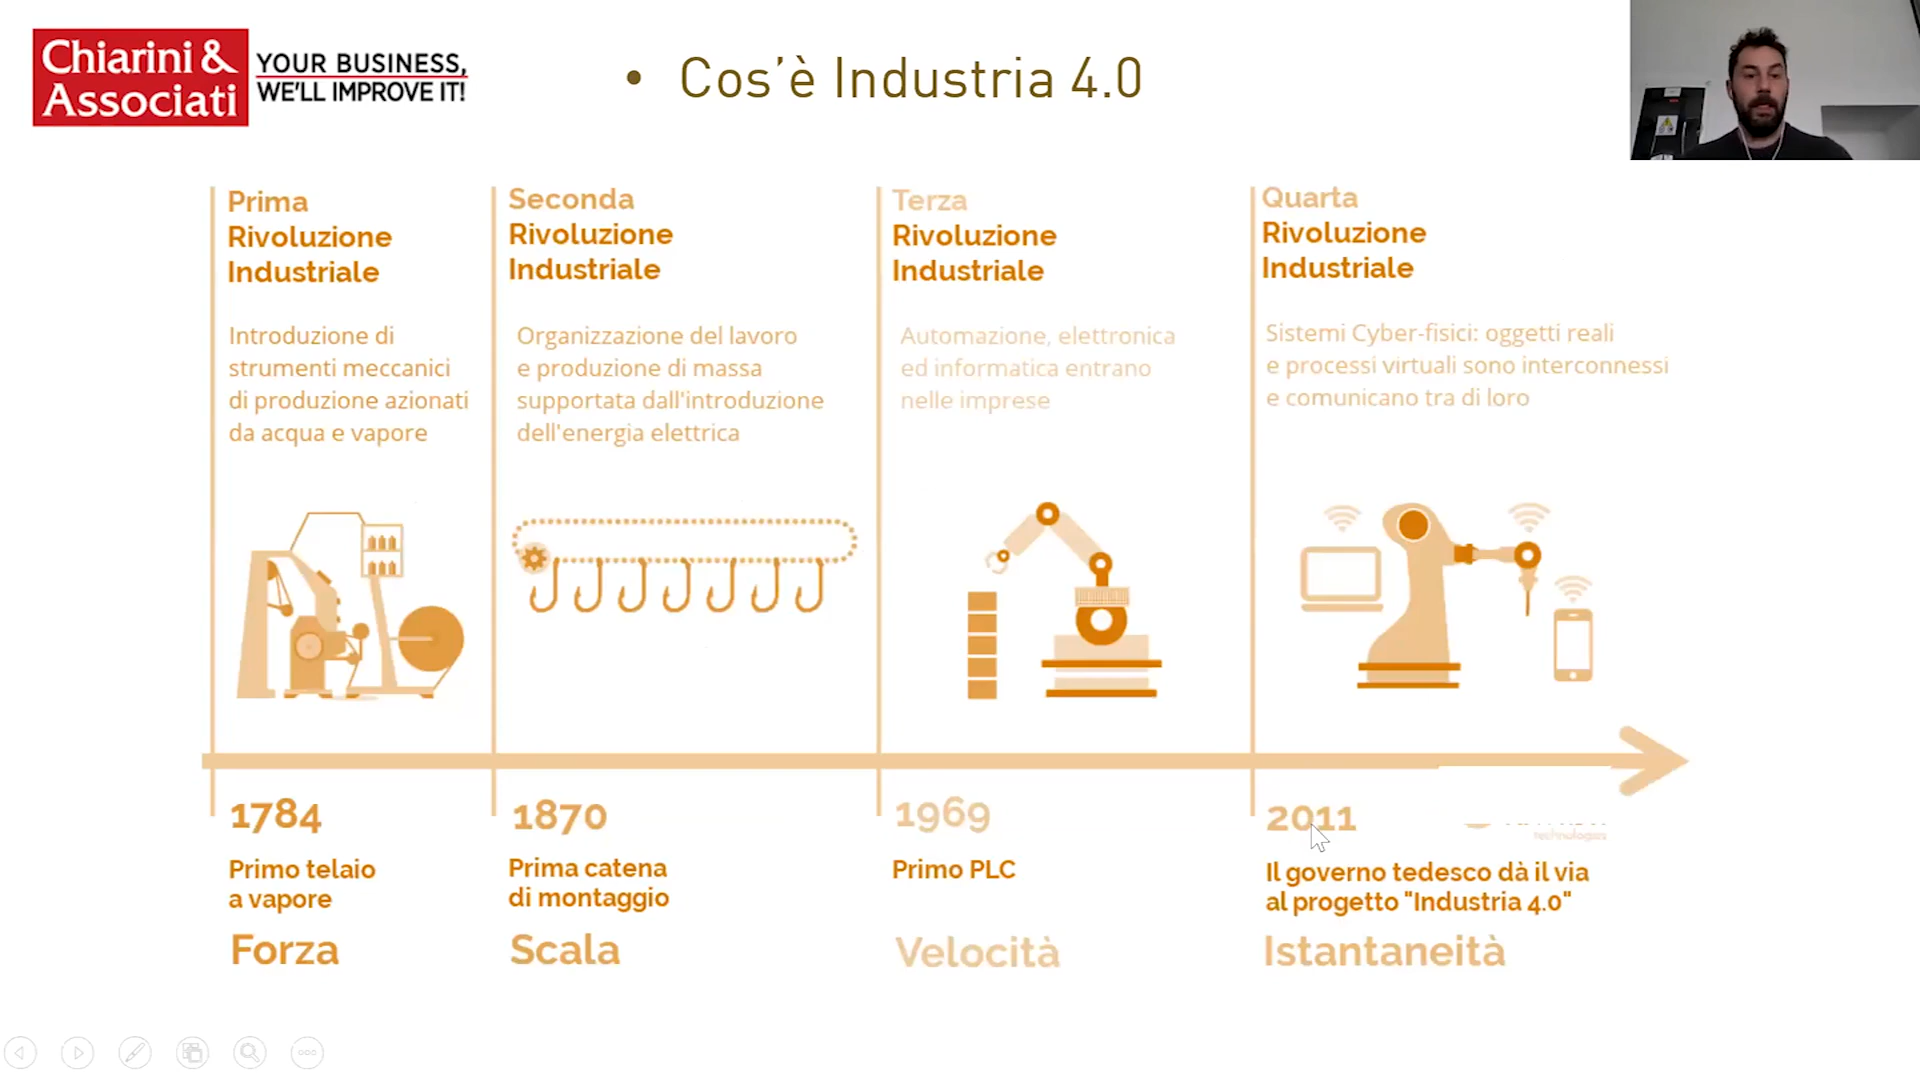 Chiarini &
Associati
YOUR BUSINESS,
WE'LL IMPROVE IT!
• Cos'è Industria 4.0
Prima
Rivoluzione
Industriale
Introduzione di
strumenti meccanici
di produzione azionati
da acqua e vapore
1784
Primo telaio
a vapore
Forza
Seconda
Rivoluzione
Industriale
Organizzazione del lavoro
e produzione di massa
supportata dall'introduzione
dell'energia elettrica
1870
Prima catena
di montaggio
Scala
Terza
Rivoluzione
Industriale
Automazione, elettronica
ed informatica entrano
nelle imprese
1969
Primo PLC
Velocità
Quarta
Rivoluzione
Industriale
Sistemi Cyber-fisici: oggetti reali
e processi virtuali sono interconnessi
e comunicano tra di loro
2011
technologies
Il governo tedesco dà il via
al progetto "Industria 4.0"
Istantaneità